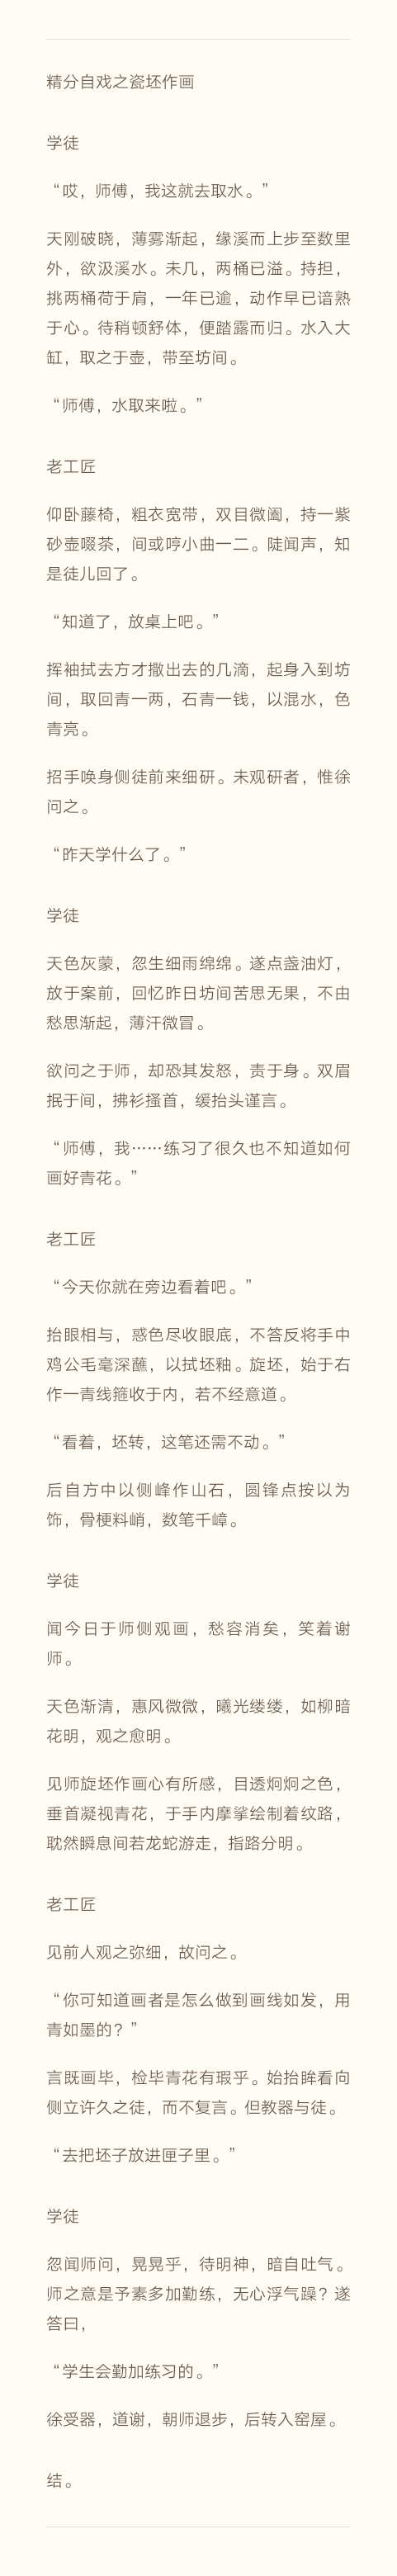 精分自戏之瓷坯作画
学徒
“哎，师傅，我这就去取水。”
天刚破晓，薄雾渐起，缘溪而上步至数里
外，欲汲溪水。未几，两桶已溢。持担，
挑两桶荷于肩，一年已逾，动作早已谙熟
于心。待稍顿舒体，便踏露而归。水入大
缸，取之于壶，带至坊间。
“师傅，水取来啦。”
老工匠
仰卧藤椅，粗衣宽带，双目微阖，持一紫
砂壶啜茶，间或哼小曲一二。陡闻声，知
是徒儿回了。
“知道了，放桌上吧。”
挥袖拭去方才撒出去的几滴，起身入到坊
间，取回青一两，石青一钱，以混水，色
青亮。
招手唤身侧徒前来细研。未观研者，惟徐
问之。
“昨天学什么了。”
学徒
天色灰蒙，忽生细雨绵绵。遂点盏油灯，
放于案前，回忆昨日坊间苦思无果，不由
愁思渐起，薄汗微冒。
欲问之于师，却恐其发怒，责于身。双眉
抿于间，拂衫搔首，缓抬头谨言。
“师傅，我……练习了很久也不知道如何
画好青花。”
老工匠
“今天你就在旁边看着吧。”
抬眼相与，惑色尽收眼底，不答反将手中
鸡公毛毫深蘸，以拭坯釉。旋坯，始于右
作一青线箍收于内，若不经意道。
“看着，坯转，这笔还需不动。”
后自方中以侧峰作山石，圆锋点按以为
饰，骨梗料峭，数笔千嶂。
学徒
闻今日于师侧观画，愁容消矣，笑着谢
师。
天色渐清，惠风微微，曦光缕缕，如柳暗
花明，观之愈明。
见师旋坯作画心有所感，目透炯炯之色，
垂首凝视青花，于手内摩挲绘制着纹路，
耽然瞬息间若龙蛇游走，指路分明。
老工匠
见前人观之弥细，故问之。
“你可知道画者是怎么做到画线如发，用
青如墨的？”
言既画毕，检毕青花有瑕乎。始抬眸看向
侧立许久之徒，而不复言。但教器与徒。
“去把坯子放进匣子里。”
学徒
忽闻师问，晃晃乎，待明神，暗自吐气。
师之意是予素多加勤练，无心浮气躁？遂
答曰，
“学生会勤加练习的。”
徐受器，道谢，朝师退步，后转入窑屋。
结。